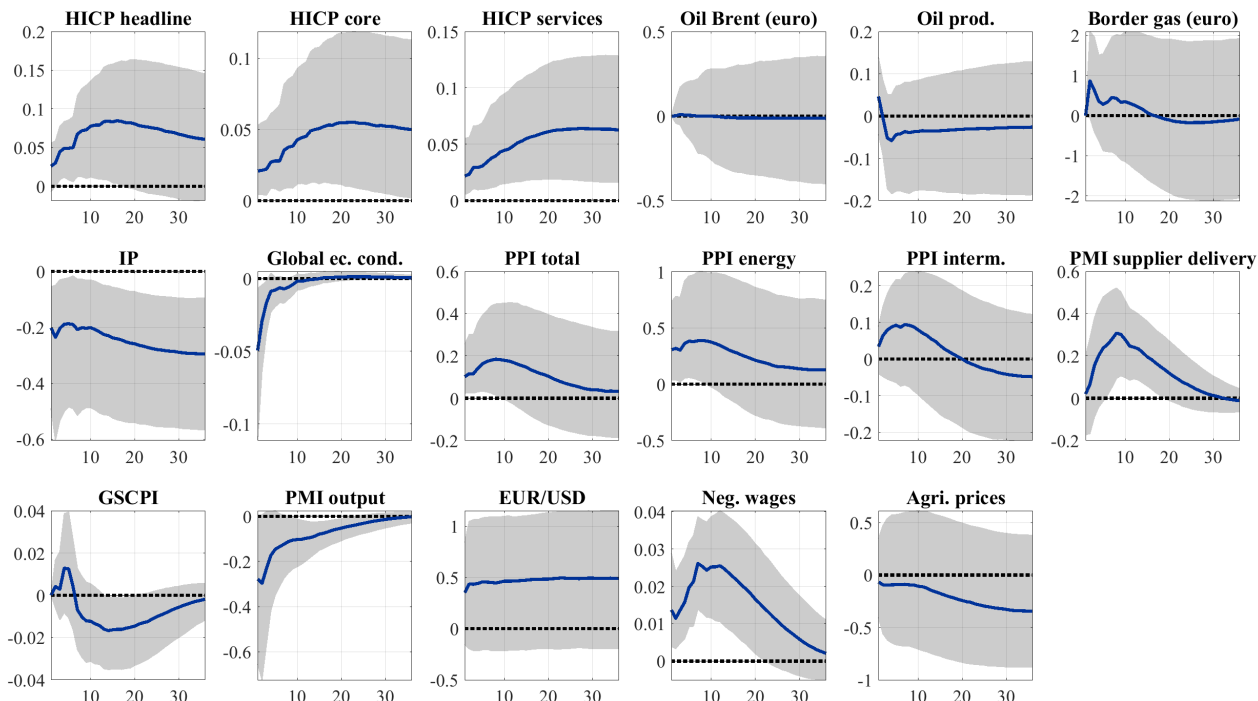 HICP headline
0.2
0.15
0.1
0.05
0
10 20 30
HICP core
0.1
0.05
0
10 20 30
HICP services
0.15
0.1
0.05
0
10 20 30
Oil Brent (euro)
0.5
0
-0.5
10 20 30
Oil prod.
0.2
0.1
0
-0.1
-0.2
10 20 30
Border gas (euro)
2
1
0
-1
-2
10 20 30
IP
0
-0.2
-0.4
-0.6
10 20 30
Global ec. cond.
0
-0.05
-0.1
10 20 30
PPI total
0.6
0.4
0.2
0
-0.2
10 20 30
PPI energy
1
0.5
0
-0.5
10 20 30
PPI interm.
0.2
0.1
0
-0.1
-0.2
10 20 30
PMI supplier delivery
0.6
0.4
0.2
0
-0.2
10 20 30
GSCPI
0.04
0.02
0
-0.02
-0.04
10 20 30
PMI output
0
-0.2
-0.4
-0.6
10 20 30
EUR/USD
1
0.5
0
-0.5
10 20 30
Neg. wages
0.04
0.03
0.02
0.01
0
10 20 30
Agri. prices
0.5
0
-0.5
-1
10 20 30